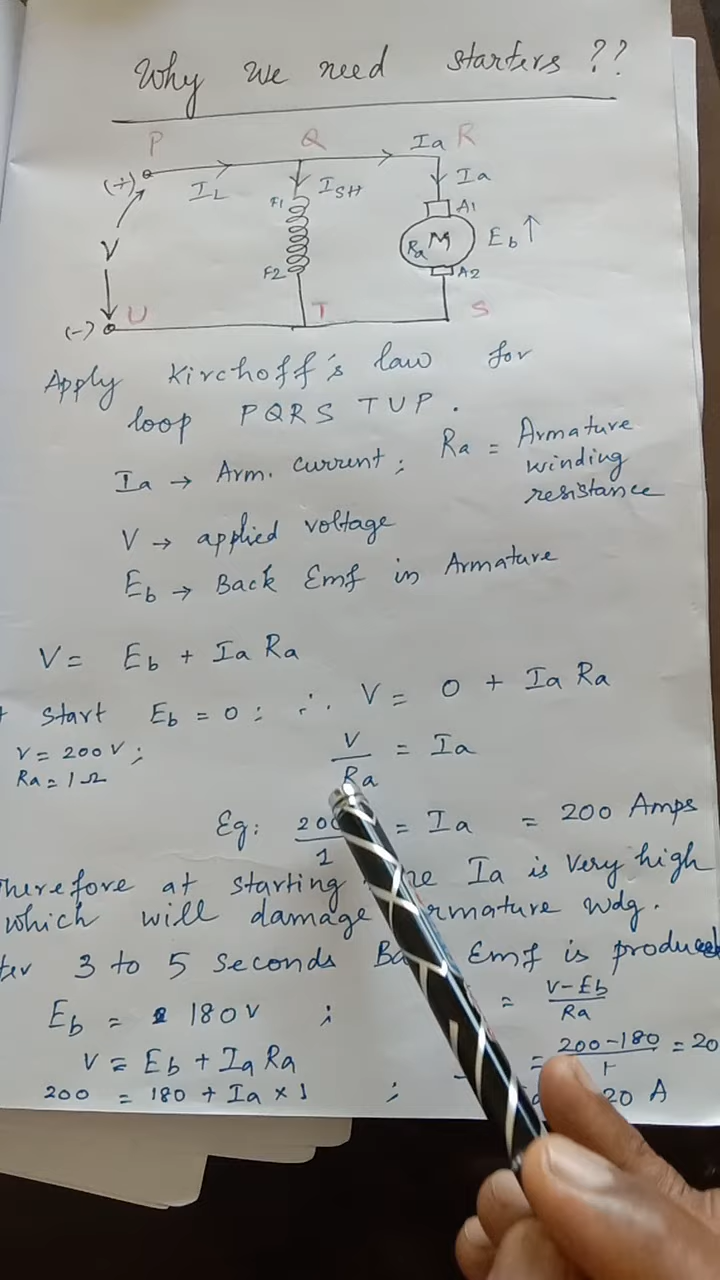 Why we need starters ??
P Q Ia R
(+) IL ISH Ia
F1 A1
V Ra M Eb ↑
F2 A2
(-) U T S
Apply Kirchoff's law for
loop PQRS TUP.
Ia → Arm. current; Ra = Armature
winding
resistance
V → applied voltage
Eb → Back Emf in Armature
V = Eb + Ia Ra
start Eb = 0 ; ∴ V = 0 + Ia Ra
V = 200 V ;
Ra = 1 Ω
V/Ra = Ia
Eg: 200/1 = Ia = 200 Amps
Therefore at starting Ia is very high
which will damage wdg.
3 to 5 seconds Emf is produced
Eb = 180 V ; = V-Eb/Ra
V = Eb + Ia Ra = 200-180/1 = 20
200 = 180 + Ia × 1 ; 20 A